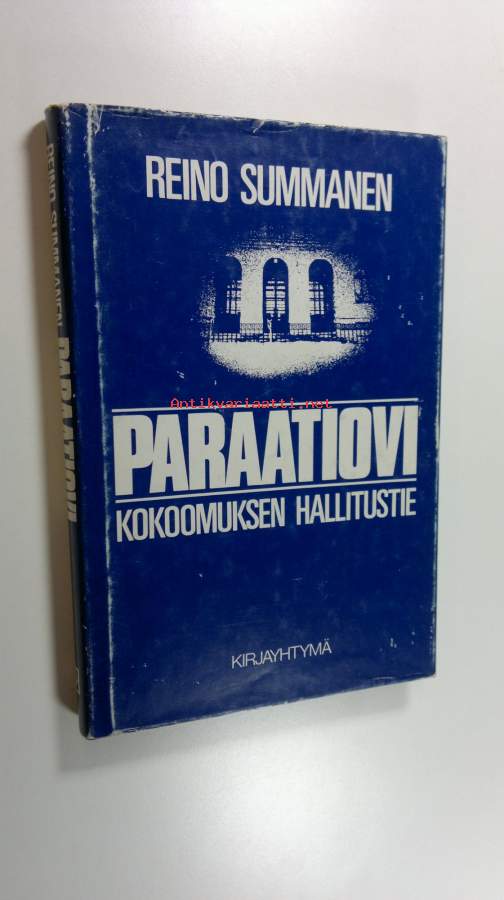 REINO SUMMANEN
Antikvariaatti.net
PARAATIOVI
KOKOOMUKSEN HALLITUSTIE
KIRJAYHTYMÄ
REINO SUMMANEN PARAATIOVI